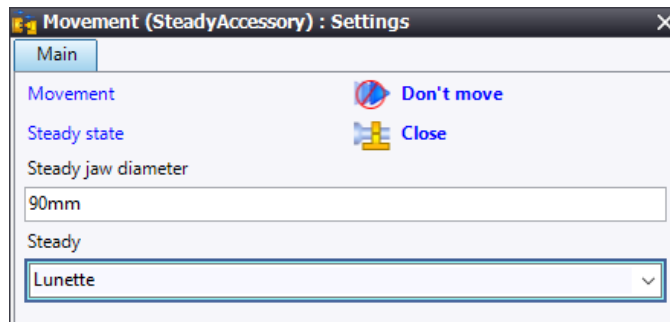 Movement (SteadyAccessory) : Settings
Main
Movement Don't move
Steady state Close
Steady jaw diameter
90mm
Steady
Lunette